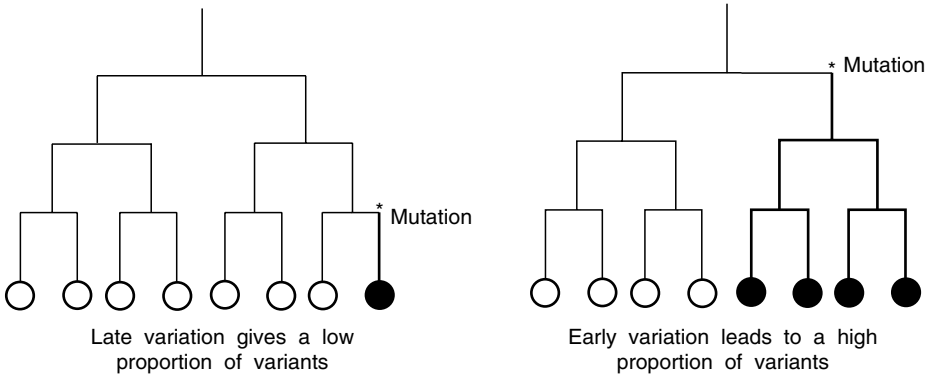 * Mutation
Late variation gives a low
proportion of variants
* Mutation
Early variation leads to a high
proportion of variants